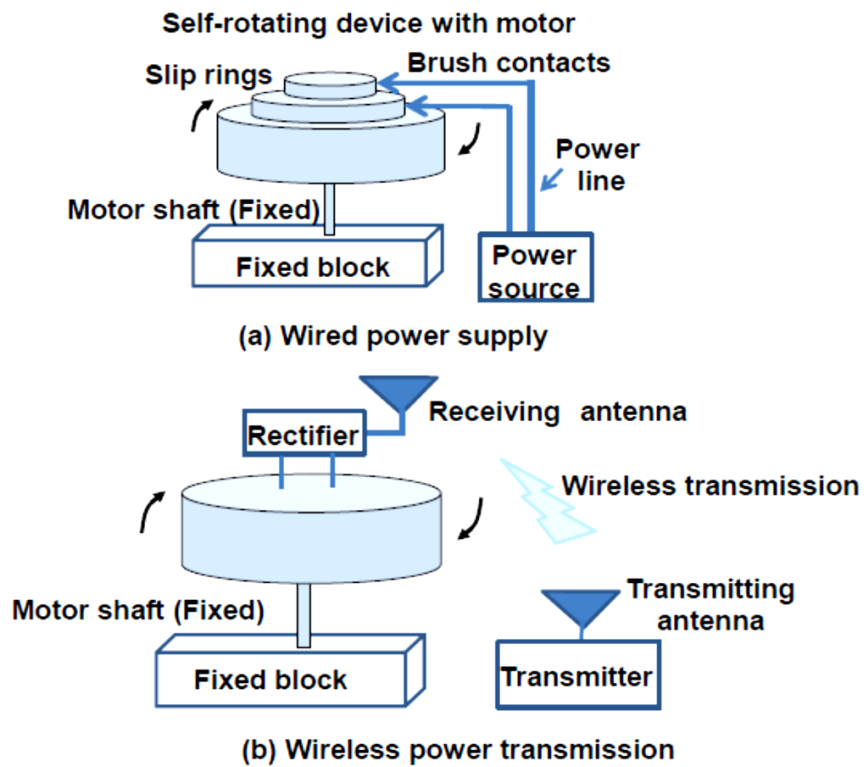 Self-rotating device with motor
Slip rings
Brush contacts
Power
line
Motor shaft (Fixed)
Fixed block
Power
source
(a) Wired power supply
Receiving antenna
Rectifier
Wireless transmission
Transmitting
antenna
Motor shaft (Fixed)
Fixed block
Transmitter
(b) Wireless power transmission